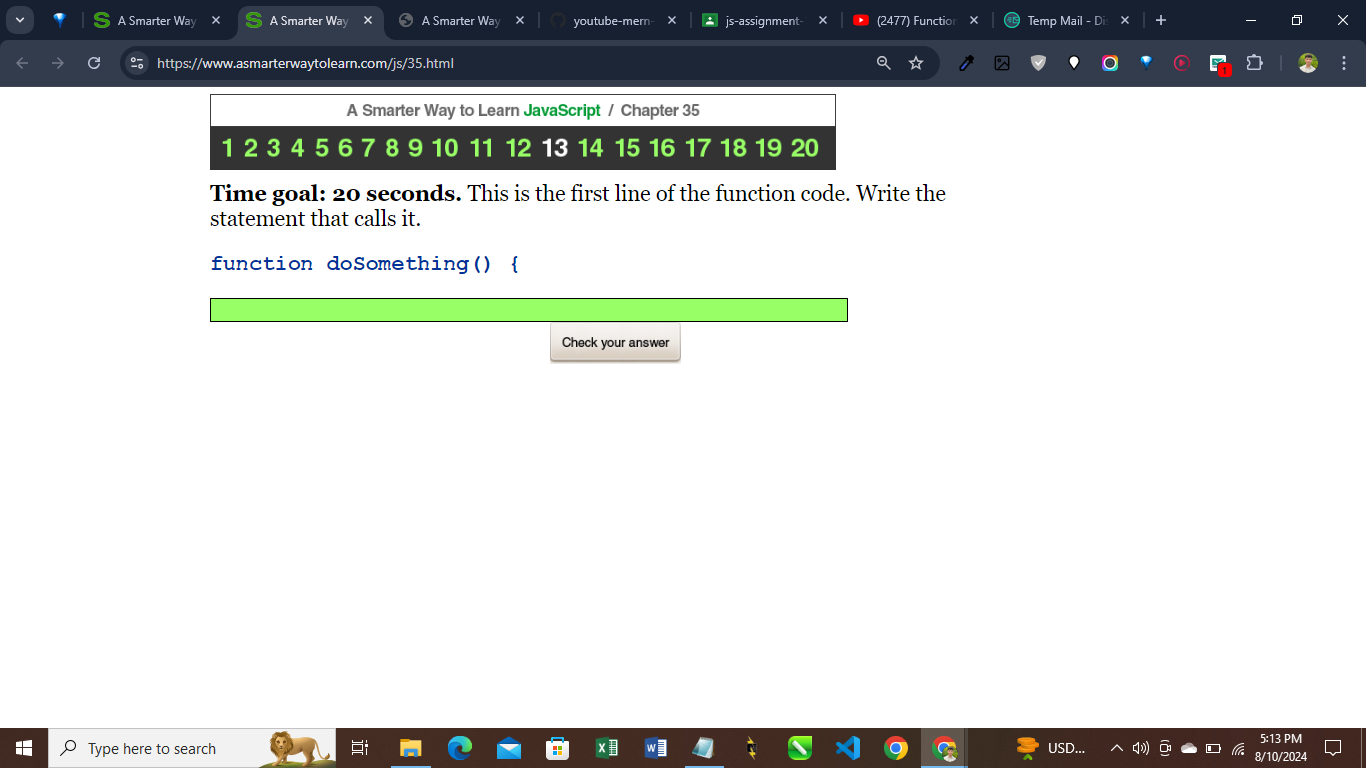 A Smarter Way
A Smarter Way
A Smarter Way
youtube-mern-
js-assignment-
(2477) Function
Temp Mail - Dis
https://www.asmarterwaytolearn.com/js/35.html
1
A Smarter Way to Learn JavaScript / Chapter 35
1 2 3 4 5 6 7 8 9 10 11 12 13 14 15 16 17 18 19 20
Time goal: 20 seconds. This is the first line of the function code. Write the
statement that calls it.
function doSomething() {
Check your answer
Type here to search
USD...
5:13 PM
8/10/2024